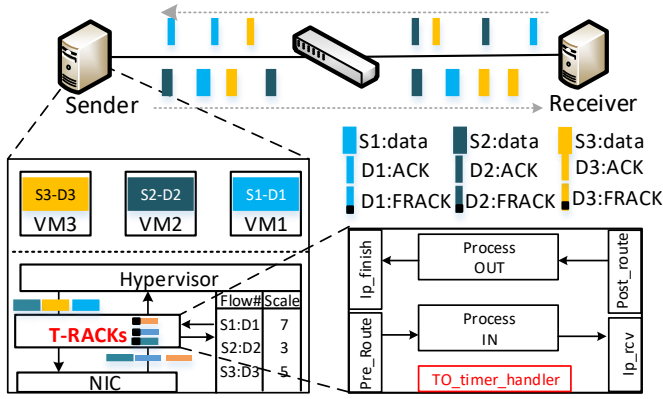 Sender
Receiver
S1:data S2:data S3:data
D1:ACK D2:ACK D3:ACK
D1:FRACK D2:FRACK D3:FRACK
S3-D3 S2-D2 S1-D1
VM3 VM2 VM1
Hypervisor
Flow# Scale
S1:D1 7
S2:D2 3
S3:D3 5
T-RACKs
NIC
Ip_finish
Process
OUT
Post_route
Pre_Route
Process
IN
Ip_rcv
TO_timer_handler